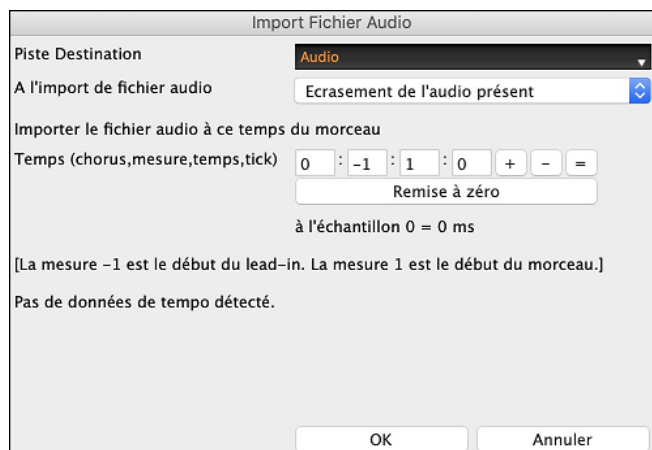 Import Fichier Audio
Piste Destination Audio
A l'import de fichier audio Ecrasement de l'audio présent
Importer le fichier audio à ce temps du morceau
Temps (chorus,mesure,temps,tick) 0 : -1 : 1 : 0 + - =
Remise à zéro
à l'échantillon 0 = 0 ms
[La mesure -1 est le début du lead-in. La mesure 1 est le début du morceau.]
Pas de données de tempo détecté.
OK Annuler